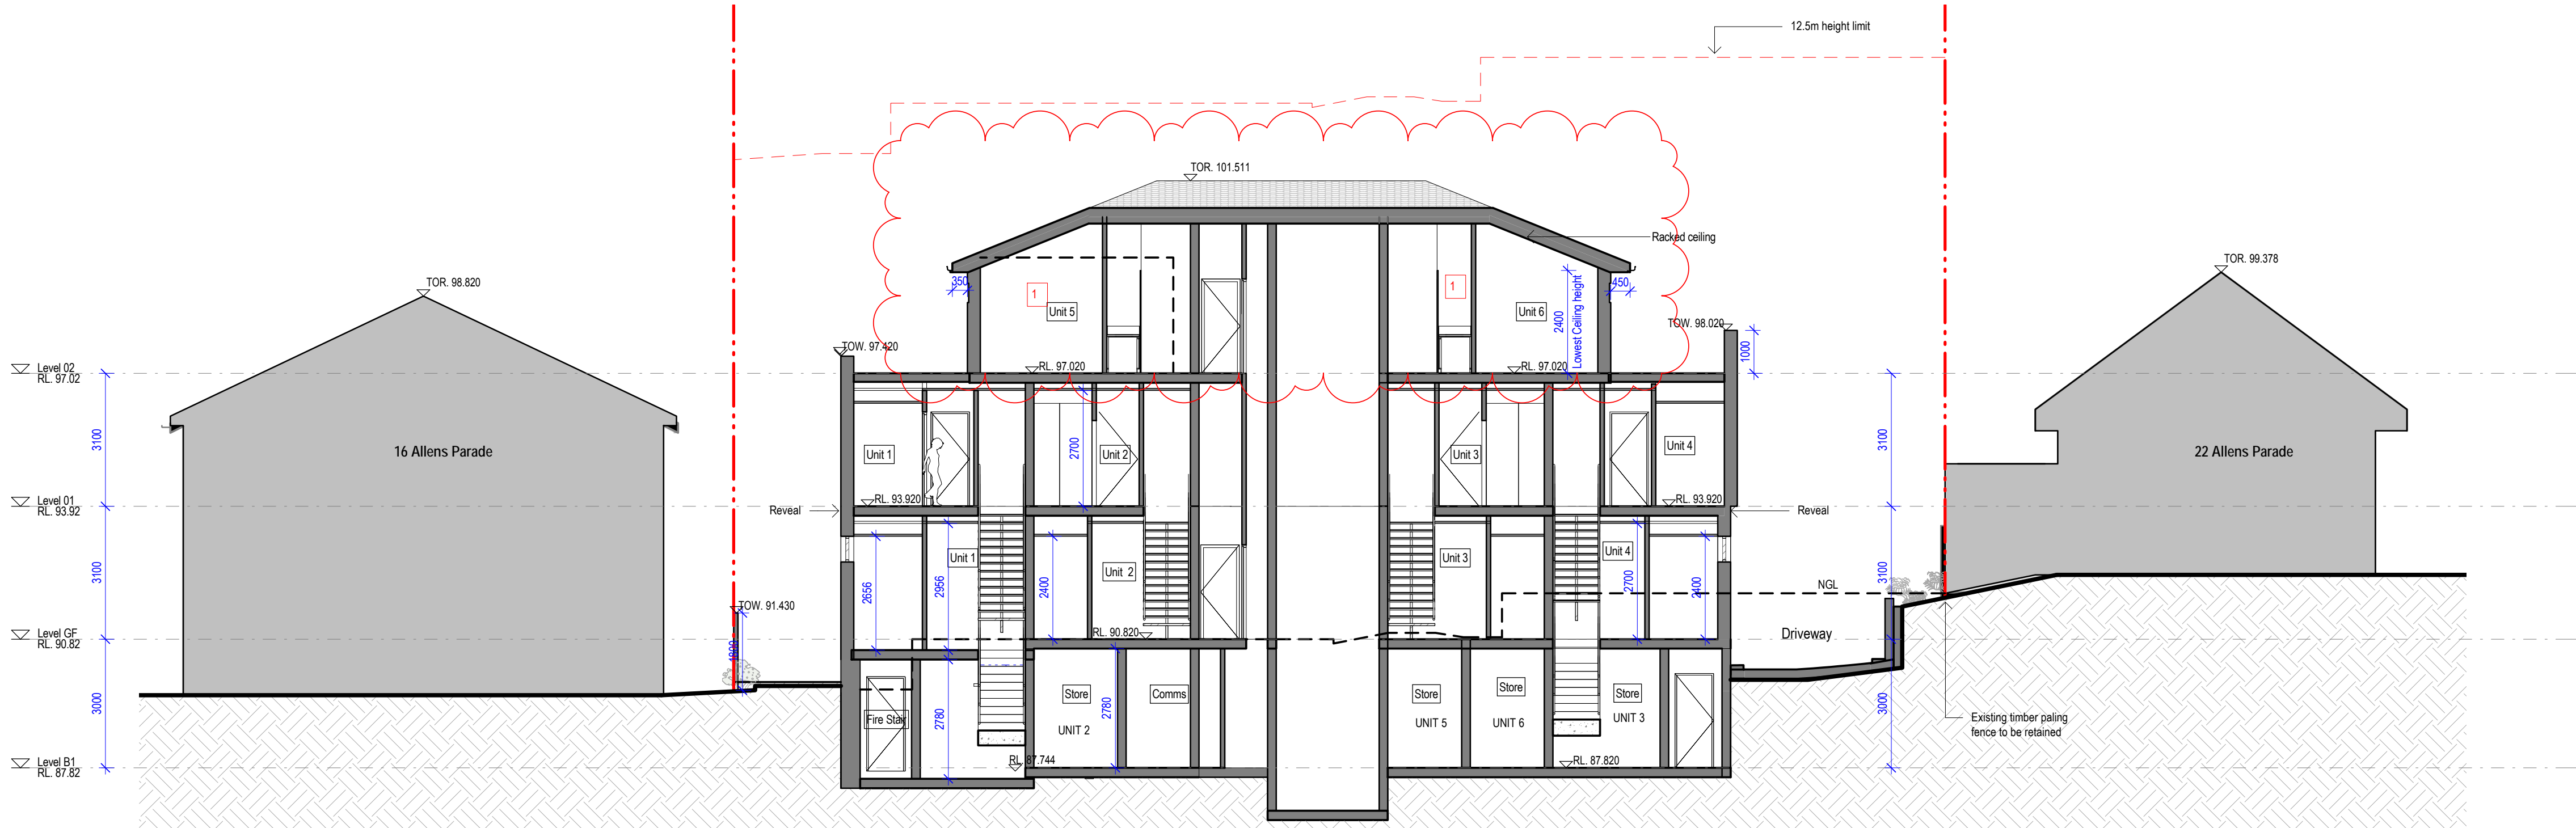 12.5m height limit
TOR. 101.511
Racked ceiling
TOR. 98.820
TOR. 99.378
350
1
Unit 5
1
Unit 6
2400
Lowest Ceiling height
450
TOW. 98.020
1000
TOW. 97.420
Level 02
RL. 97.02
RL. 97.020
RL. 97.020
16 Allens Parade
22 Allens Parade
3100
Unit 1
2700
Unit 2
Unit 3
Unit 4
3100
Level 01
RL. 93.92
RL. 93.920
RL. 93.920
Reveal
Reveal
3100
2656
Unit 1
2956
2400
Unit 2
Unit 3
Unit 4
2700
2400
3100
NGL
TOW. 91.430
1800
Level GF
RL. 90.82
RL. 90.820
Driveway
3000
Fire Stair
2780
Store
UNIT 2
2780
Comms
Store
UNIT 5
Store
UNIT 6
Store
UNIT 3
3000
Existing timber paling
fence to be retained
Level B1
RL. 87.82
RL. 87.744
RL. 87.820